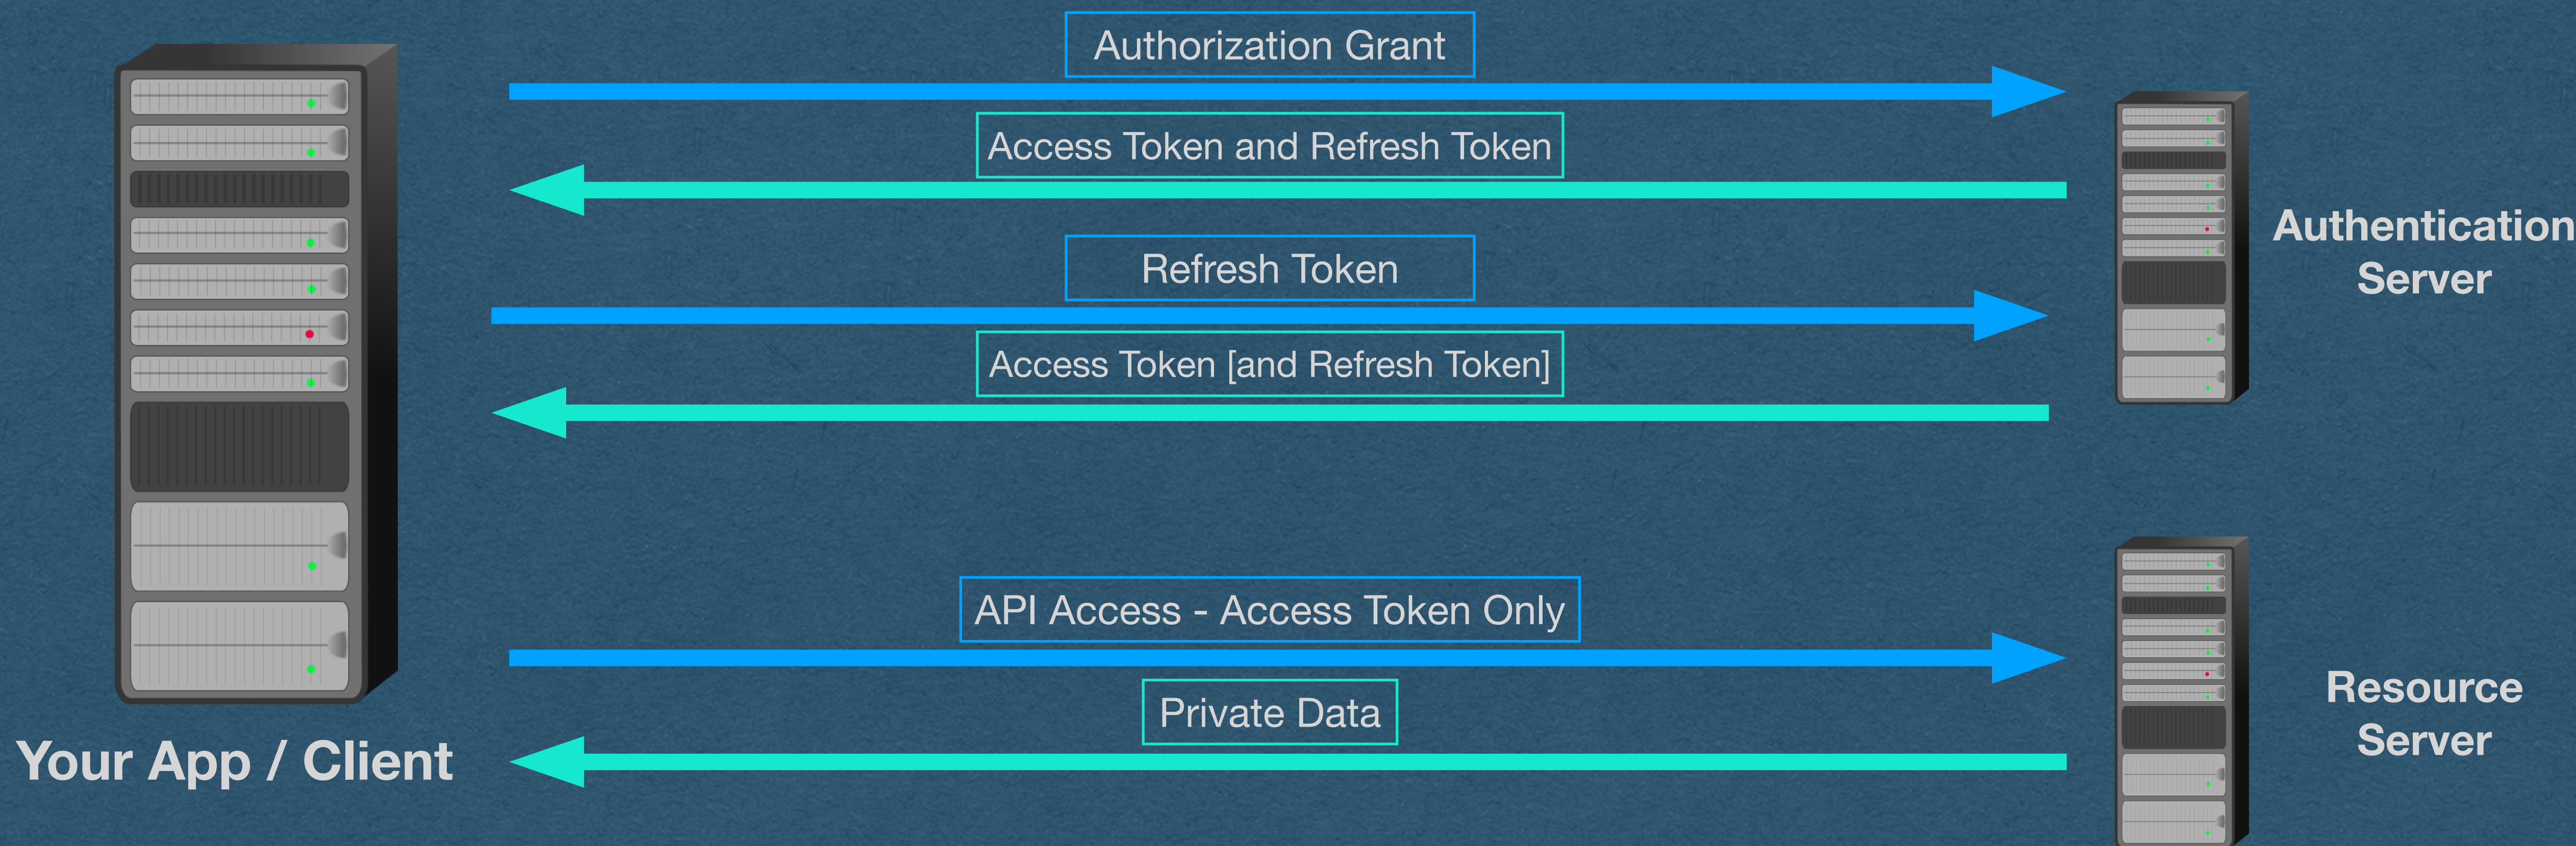 Authorization Grant
Access Token and Refresh Token
Refresh Token
Access Token [and Refresh Token]
Authentication
Server
API Access - Access Token Only
Private Data
Your App / Client
Resource
Server